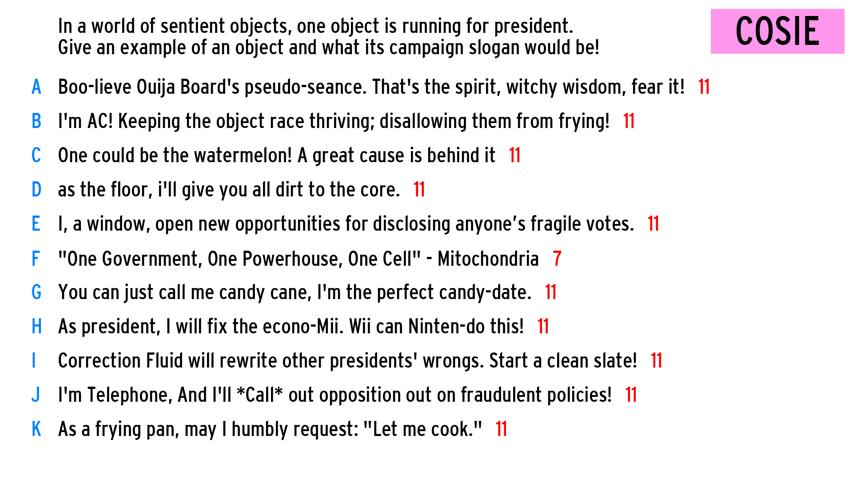 In a world of sentient objects, one object is running for president.
Give an example of an object and what its campaign slogan would be!
COSIE
A Boo-lieve Ouija Board's pseudo-seance. That's the spirit, witchy wisdom, fear it! 11
B I'm AC! Keeping the object race thriving; disallowing them from frying! 11
C One could be the watermelon! A great cause is behind it 11
D as the floor, i'll give you all dirt to the core. 11
E I, a window, open new opportunities for disclosing anyone’s fragile votes. 11
F "One Government, One Powerhouse, One Cell" - Mitochondria 7
G You can just call me candy cane, I'm the perfect candy-date. 11
H As president, I will fix the econo-Mii. Wii can Ninten-do this! 11
I Correction Fluid will rewrite other presidents' wrongs. Start a clean slate! 11
J I'm Telephone, And I'll *Call* out opposition out on fraudulent policies! 11
K As a frying pan, may I humbly request: "Let me cook." 11